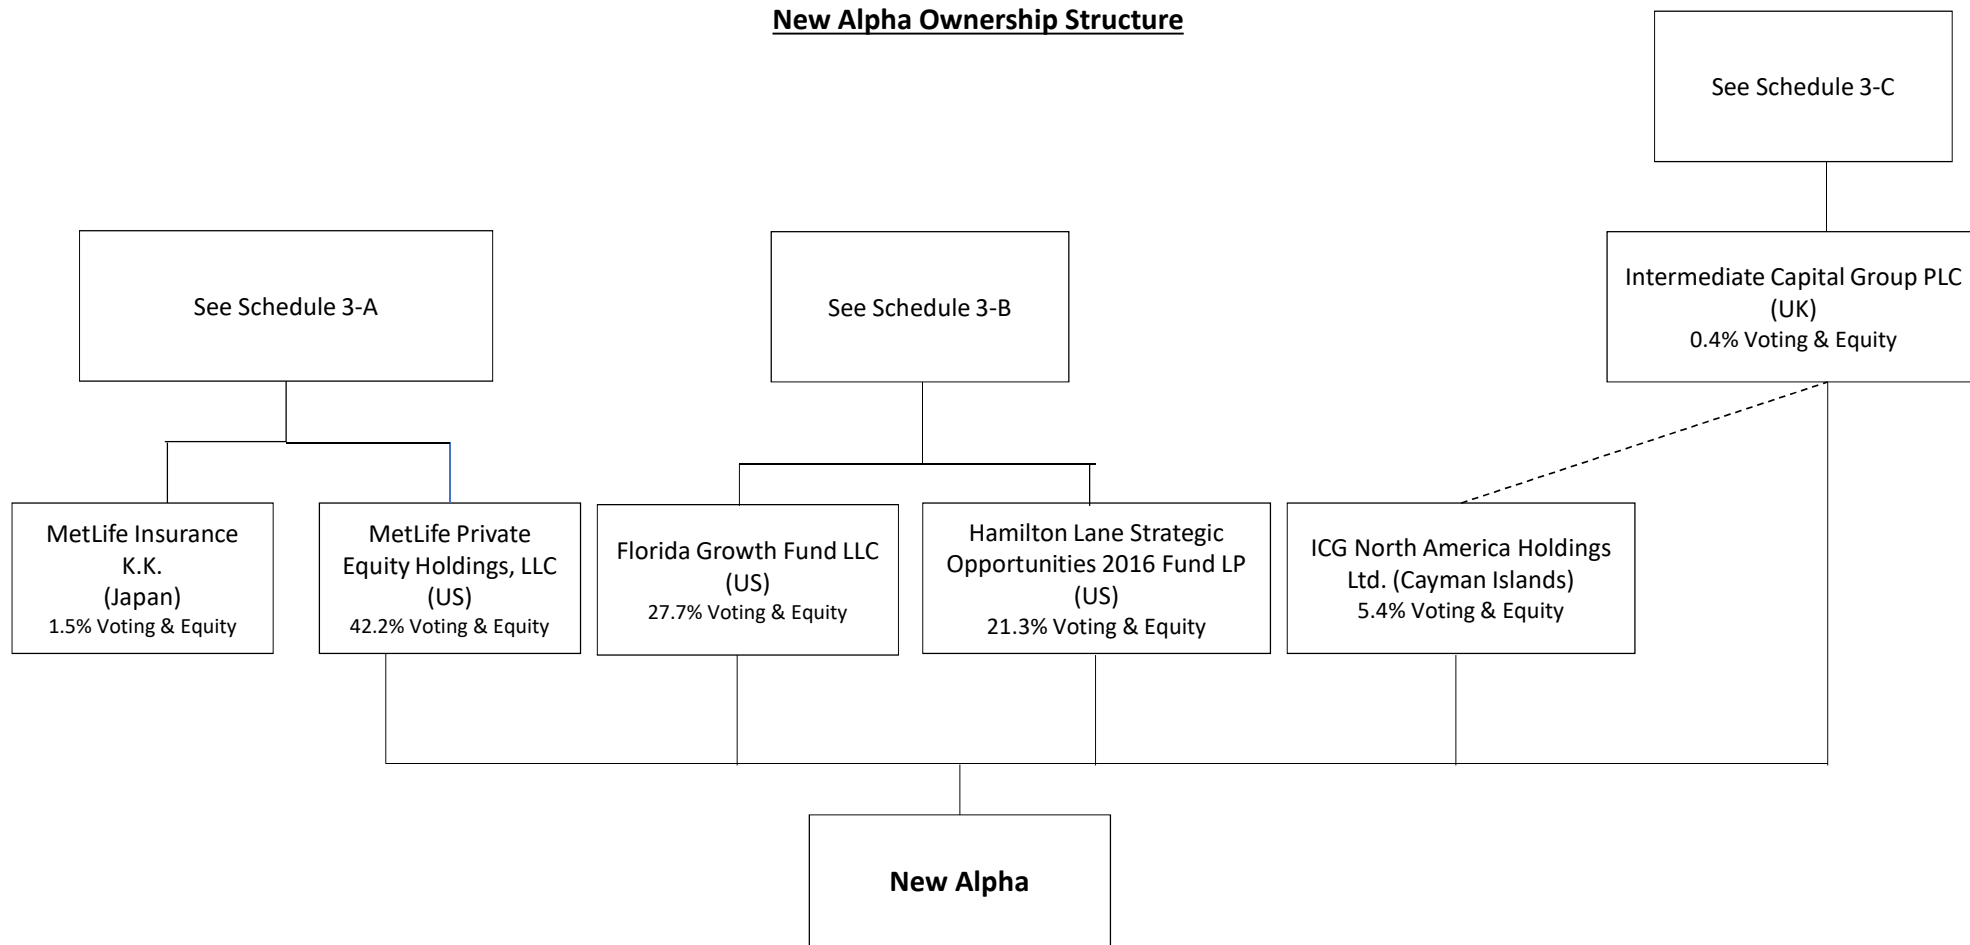 New Alpha Ownership Structure
See Schedule 3-C
See Schedule 3-A
See Schedule 3-B
Intermediate Capital Group PLC
(UK)
0.4% Voting & Equity
MetLife Insurance
K.K.
(Japan)
1.5% Voting & Equity
MetLife Private
Equity Holdings, LLC
(US)
42.2% Voting & Equity
Florida Growth Fund LLC
(US)
27.7% Voting & Equity
Hamilton Lane Strategic
Opportunities 2016 Fund LP
(US)
21.3% Voting & Equity
ICG North America Holdings
Ltd. (Cayman Islands)
5.4% Voting & Equity
New Alpha